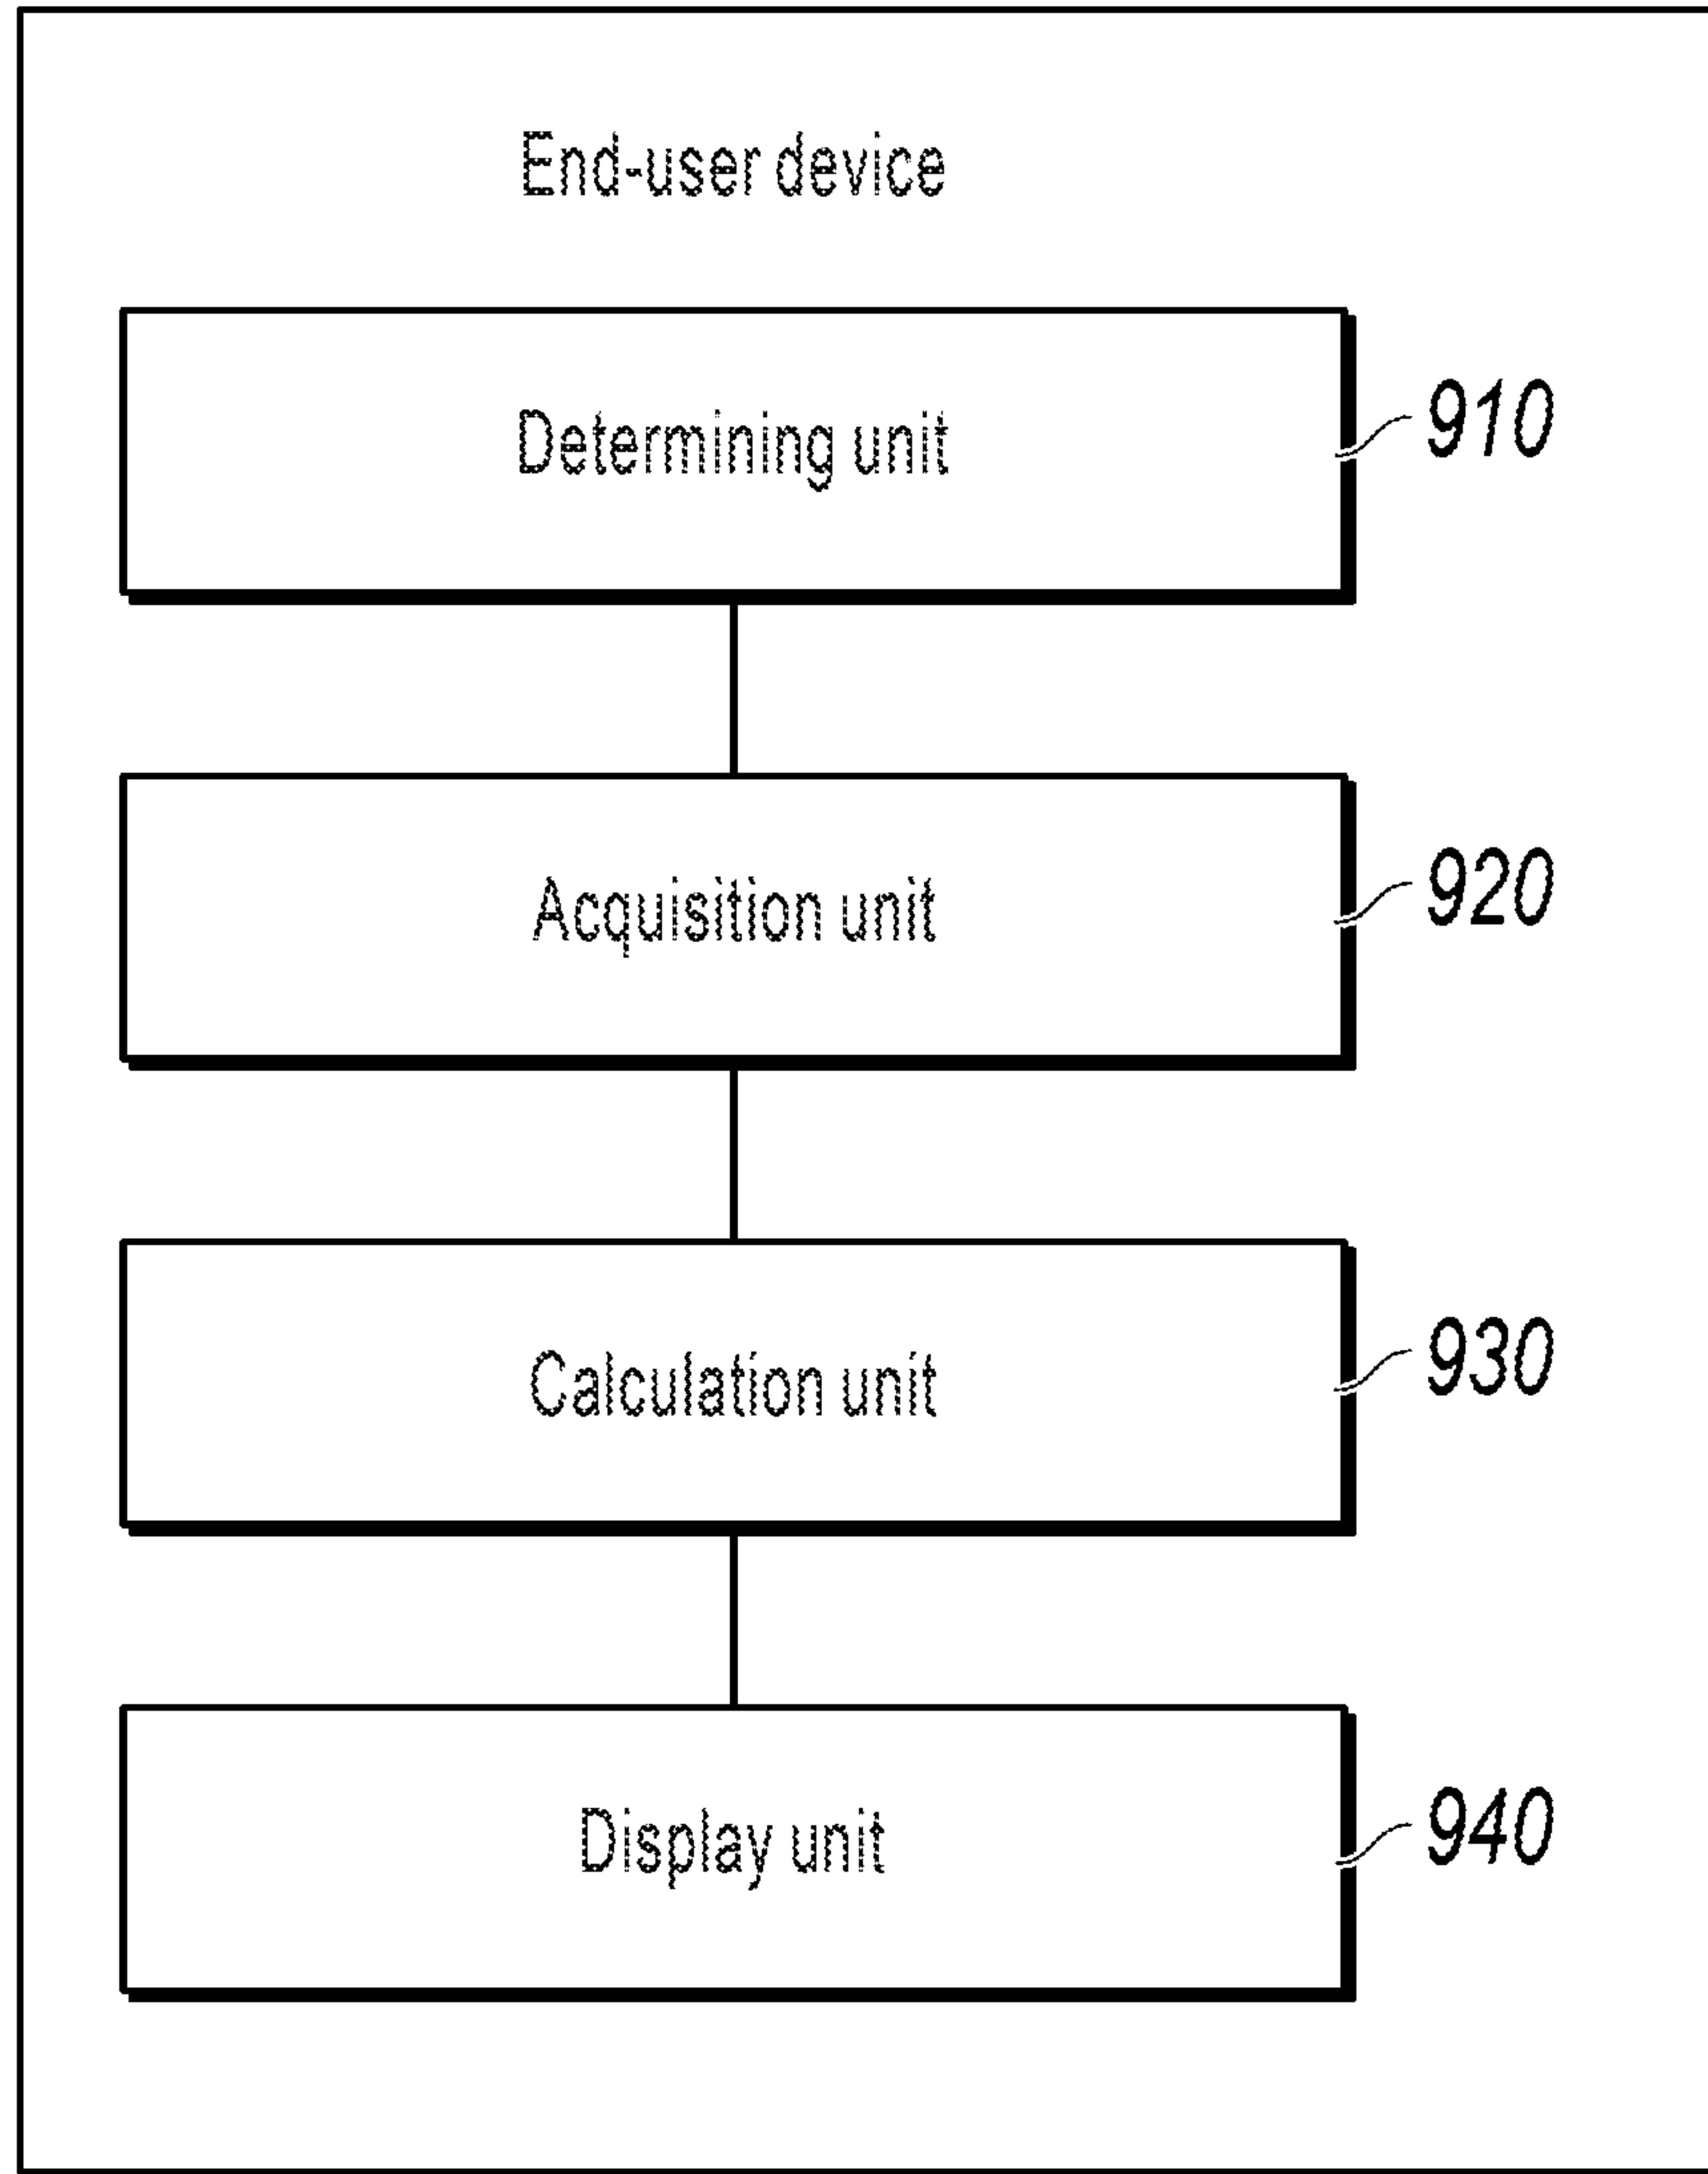 End-user device
Determining unit
910
Acquisition unit
920
Calculation unit
930
Display unit
940